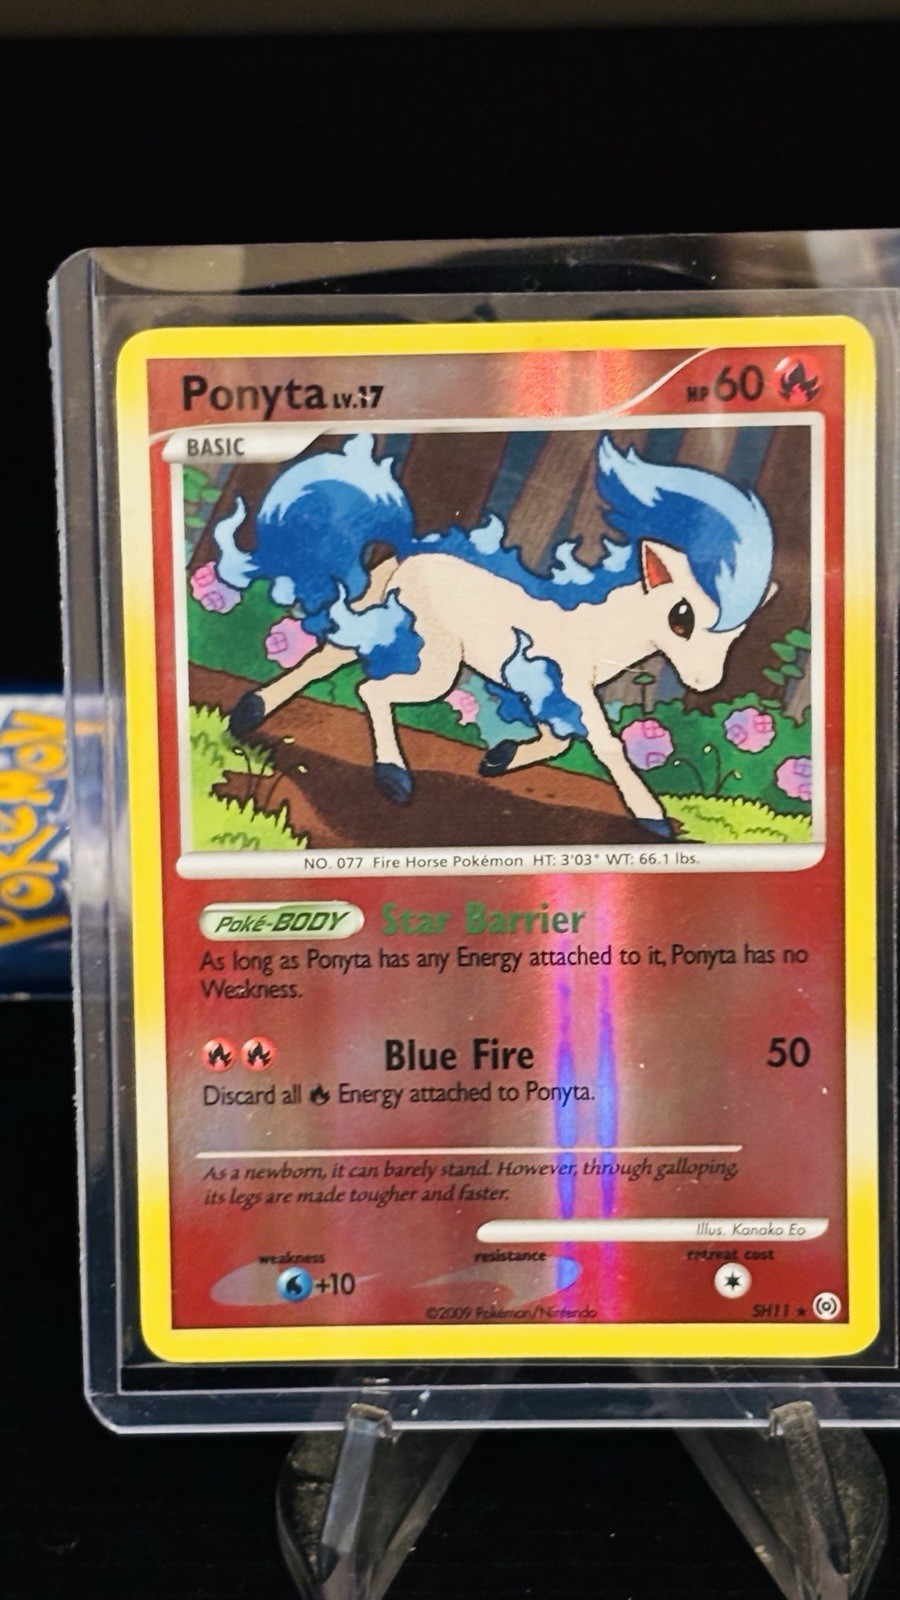 Ponyta LV.17
HP 60
BASIC
POKéMON
NO. 077 Fire Horse Pokémon HT: 3'03" WT: 66.1 lbs.
Poké-BODY Star Barrier
As long as Ponyta has any Energy attached to it, Ponyta has no
Weakness.
Blue Fire 50
Discard all Energy attached to Ponyta.
As a newborn, it can barely stand. However, through galloping,
its legs are made tougher and faster.
Illus. Kanako Eo
weakness resistance retreat cost
+10
©2009 Pokémon/Nintendo SH11